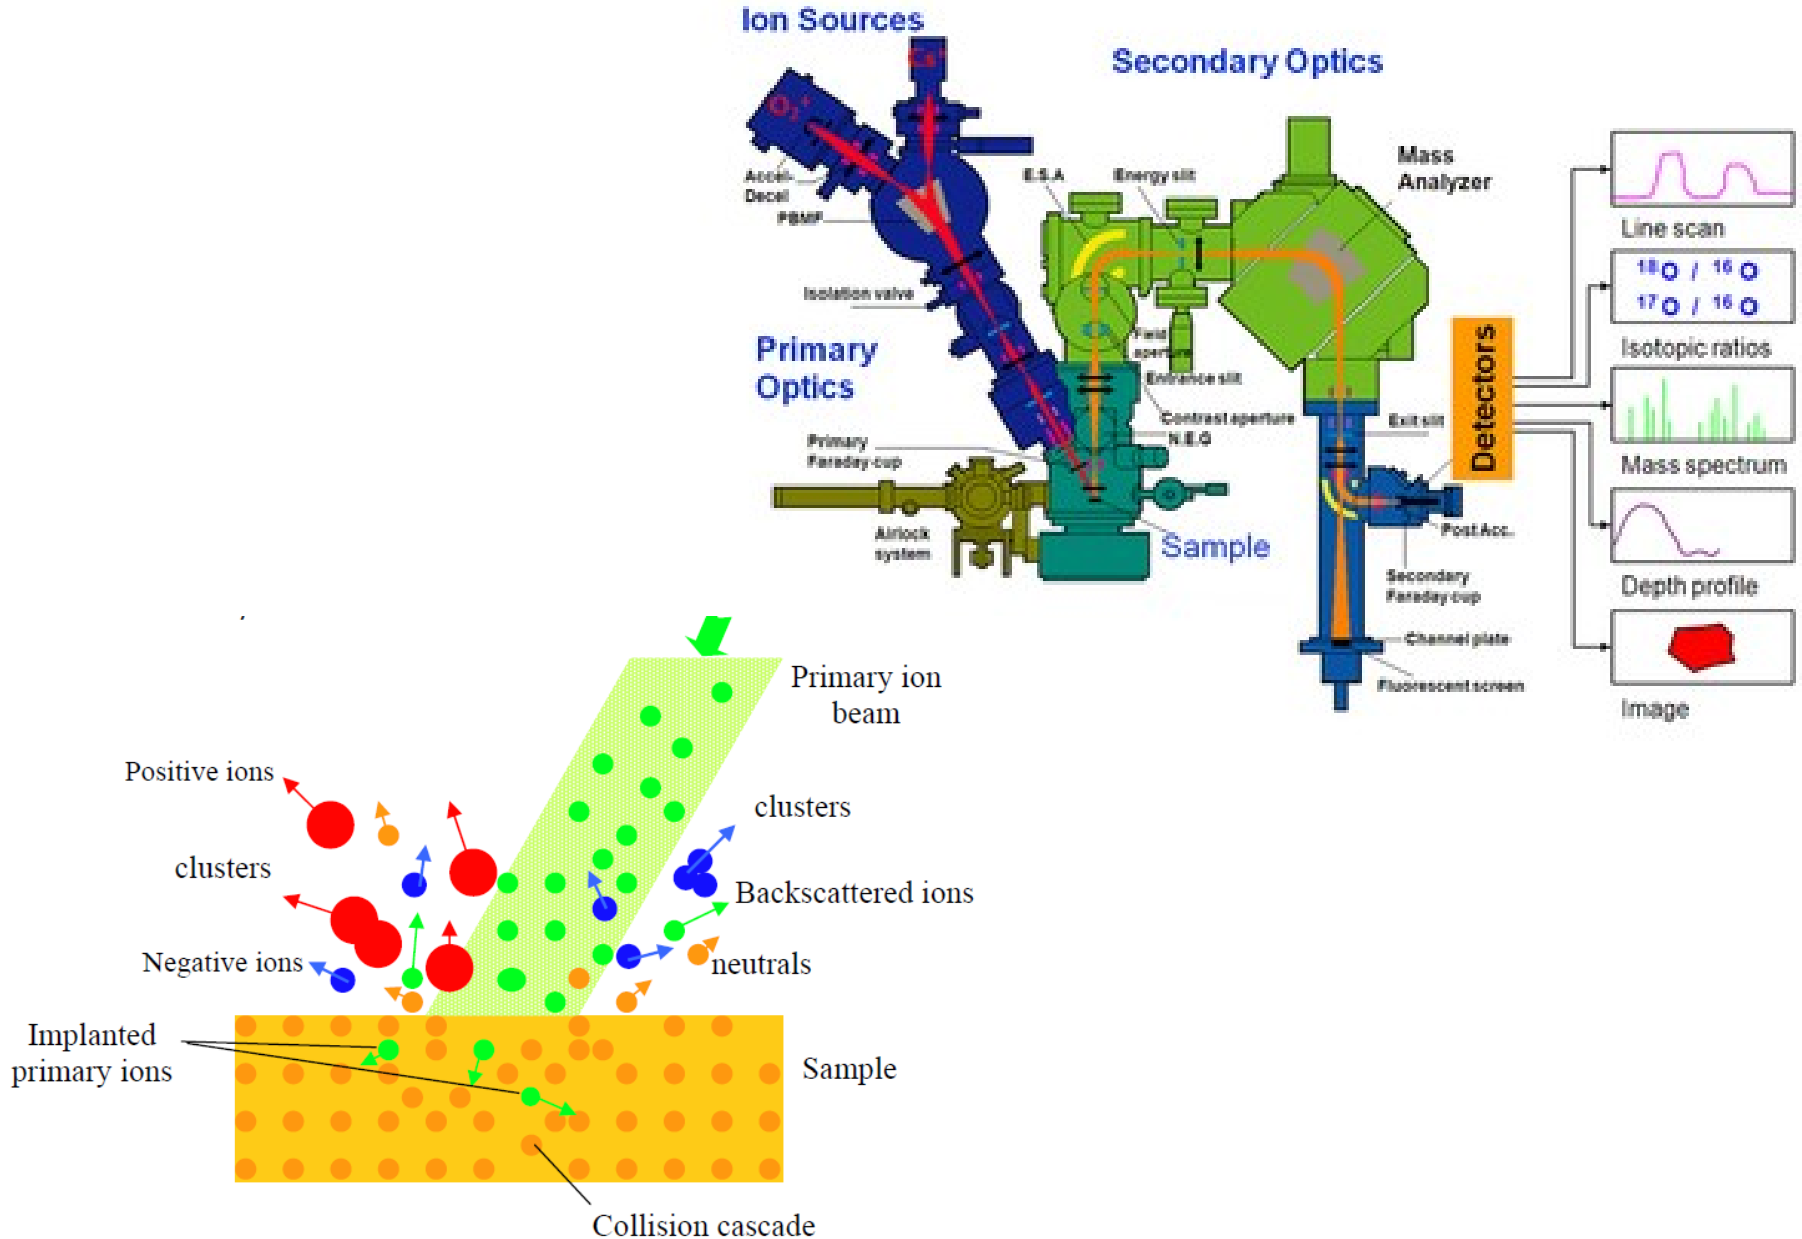 Ion Sources
Cs
O₂⁺
Accel-
Decel
PBMF
Isolation valve
Primary
Optics
Primary
Faraday cup
Airlock
system
Secondary Optics
E.S.A
Energy slit
Mass
Analyzer
Field
aperture
Entrance slit
Contrast aperture
N.E.G
Sample
Exit slit
Detectors
Post Acc.
Secondary
Faraday cup
Channel plate
Fluorescent screen
Line scan
¹⁸O / ¹⁶O
¹⁷O / ¹⁶O
Isotopic ratios
Mass spectrum
Depth profile
Image
Primary ion
beam
Positive ions
clusters
clusters
Backscattered ions
Negative ions
neutrals
Implanted
primary ions
Sample
Collision cascade